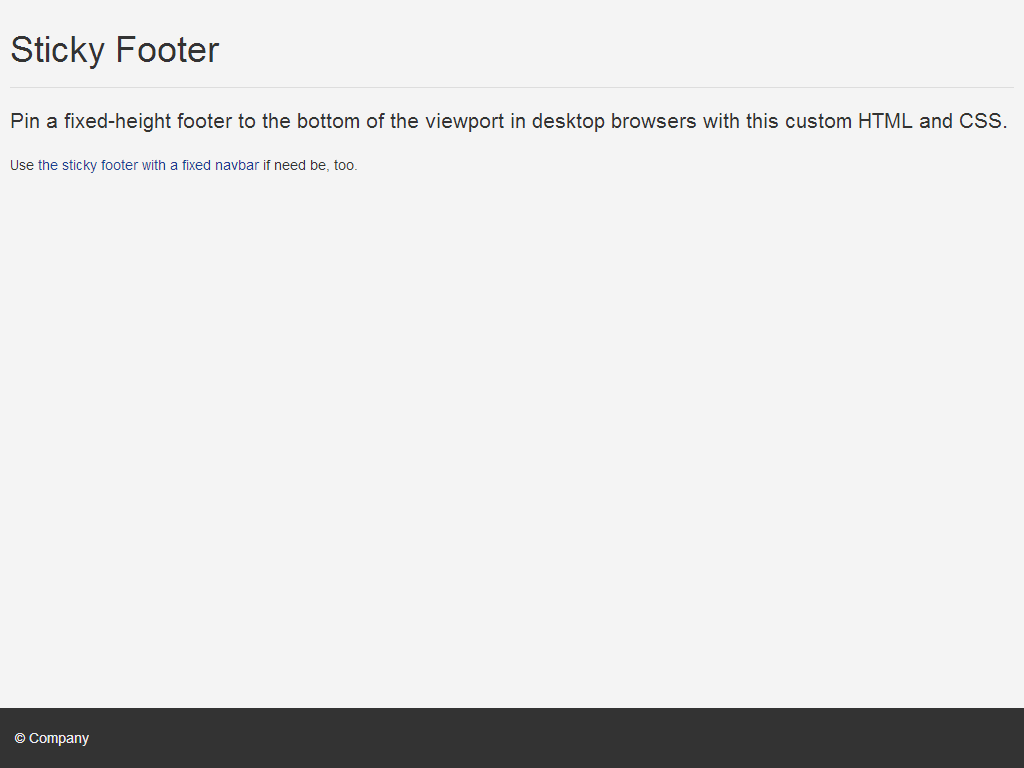 Sticky Footer
Pin a fixed-height footer to the bottom of the viewport in desktop browsers with this custom HTML and CSS.
Use the sticky footer with a fixed navbar if need be, too.
© Company